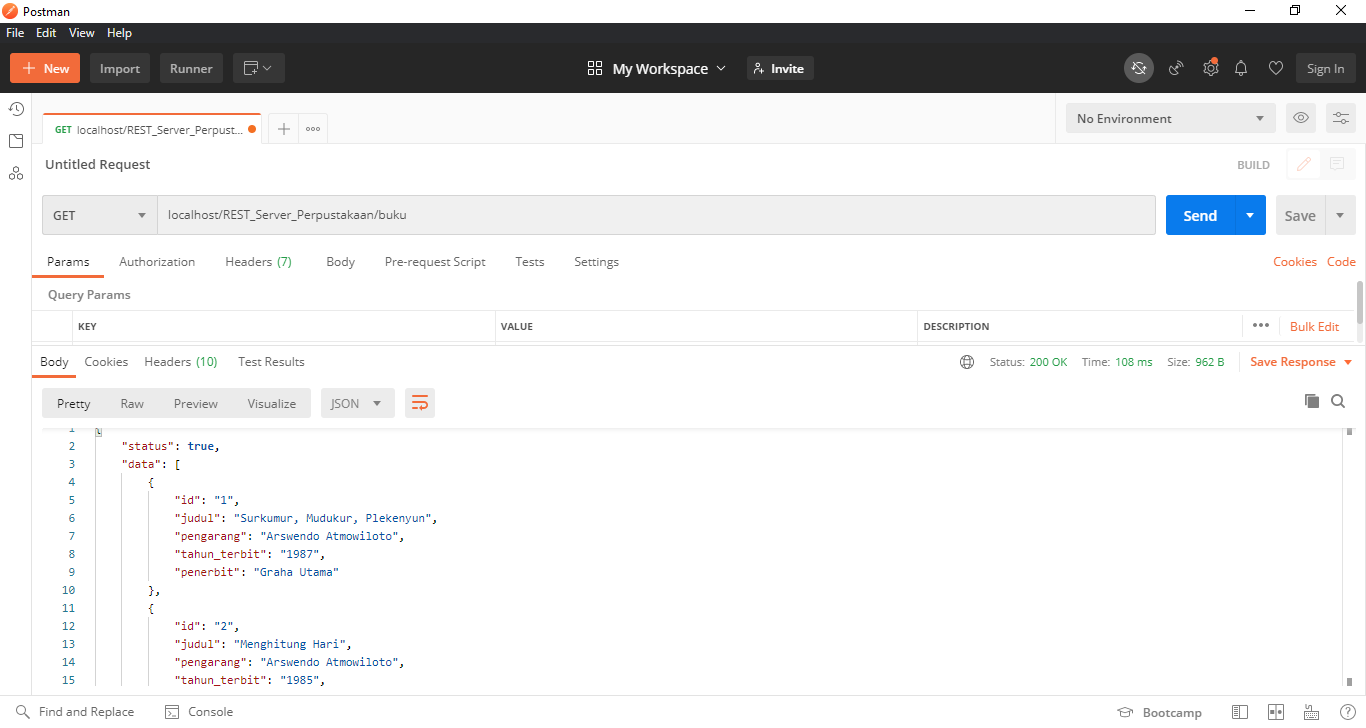 Postman
File Edit View Help
New Import Runner My Workspace Invite Sign In
GET localhost/REST_Server_Perpust... No Environment
Untitled Request BUILD
GET localhost/REST_Server_Perpustakaan/buku Send Save
Params Authorization Headers (7) Body Pre-request Script Tests Settings Cookies Code
Query Params
KEY VALUE DESCRIPTION Bulk Edit
Body Cookies Headers (10) Test Results Status: 200 OK Time: 108 ms Size: 962 B Save Response
Pretty Raw Preview Visualize JSON
1 {
2 "status": true,
3 "data": [
4 {
5 "id": "1",
6 "judul": "Surkumur, Mudukur, Plekenyun",
7 "pengarang": "Arswendo Atmowiloto",
8 "tahun_terbit": "1987",
9 "penerbit": "Graha Utama"
10 },
11 {
12 "id": "2",
13 "judul": "Menghitung Hari",
14 "pengarang": "Arswendo Atmowiloto",
15 "tahun_terbit": "1985",
Find and Replace Console Bootcamp